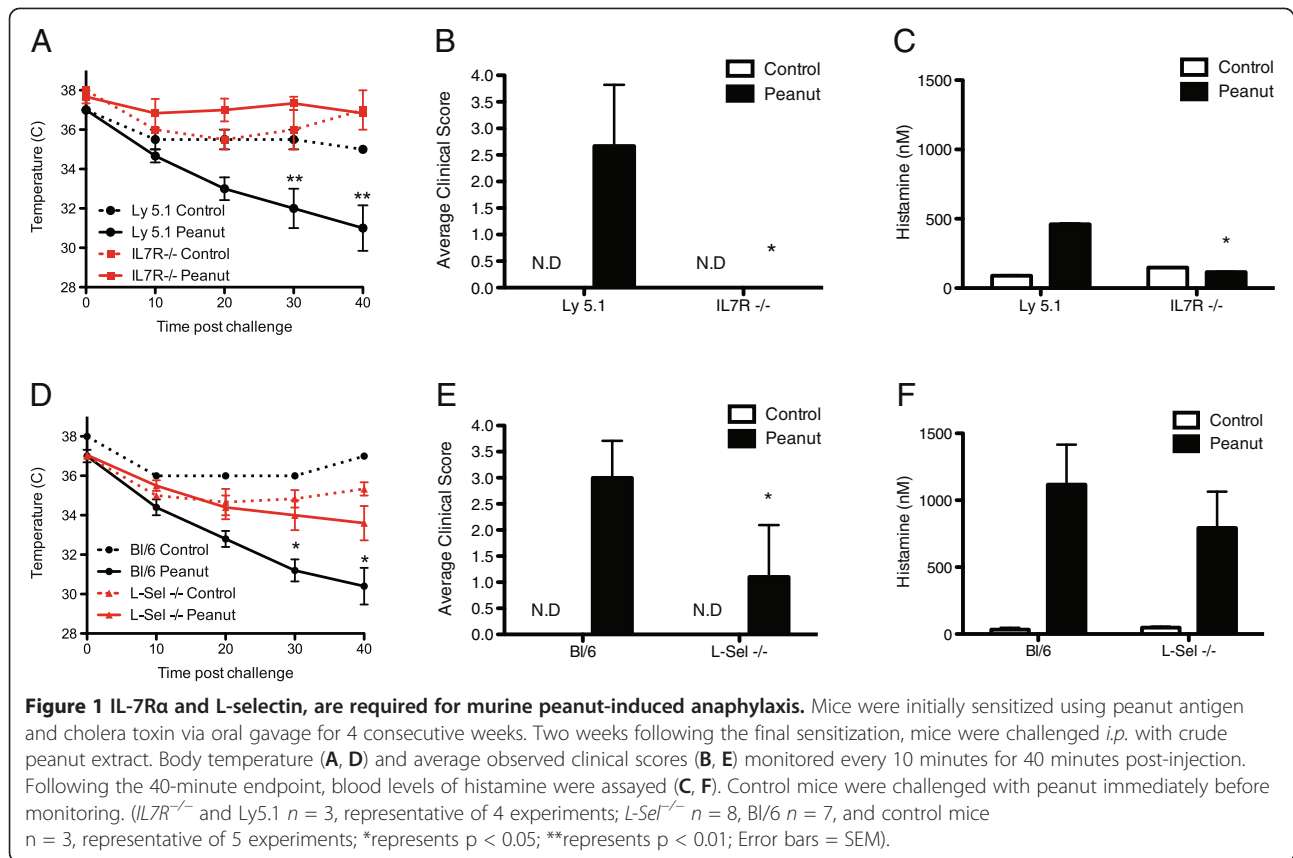 A
Temperature (C)
38
36
34
32
30
28
**
**
Ly 5.1 Control
Ly 5.1 Peanut
IL7R-/- Control
IL7R-/- Peanut
0 10 20 30 40
Time post challenge
B
Control
Peanut
Average Clinical Score
4.0
3.5
3.0
2.5
2.0
1.5
1.0
0.5
0.0
N.D
N.D
*
Ly 5.1
IL7R -/-
C
Control
Peanut
Histamine (nM)
1500
1000
500
0
*
Ly 5.1
IL7R -/-
D
Temperature (C)
38
36
34
32
30
28
*
*
Bl/6 Control
Bl/6 Peanut
L-Sel -/- Control
L-Sel -/- Peanut
0 10 20 30 40
Time post challenge
E
Control
Peanut
Average Clinical Score
4.0
3.5
3.0
2.5
2.0
1.5
1.0
0.5
0.0
N.D
N.D
*
Bl/6
L-Sel -/-
F
Control
Peanut
Histamine (nM)
1500
1000
500
0
Bl/6
L-Sel -/-
Figure 1 IL-7Rα and L-selectin, are required for murine peanut-induced anaphylaxis. Mice were initially sensitized using peanut antigen
and cholera toxin via oral gavage for 4 consecutive weeks. Two weeks following the final sensitization, mice were challenged i.p. with crude
peanut extract. Body temperature (A, D) and average observed clinical scores (B, E) monitored every 10 minutes for 40 minutes post-injection.
Following the 40-minute endpoint, blood levels of histamine were assayed (C, F). Control mice were challenged with peanut immediately before
monitoring. (IL7R−/− and Ly5.1 n = 3, representative of 4 experiments; L-Sel−/− n = 8, Bl/6 n = 7, and control mice
n = 3, representative of 5 experiments; *represents p < 0.05; **represents p < 0.01; Error bars = SEM).